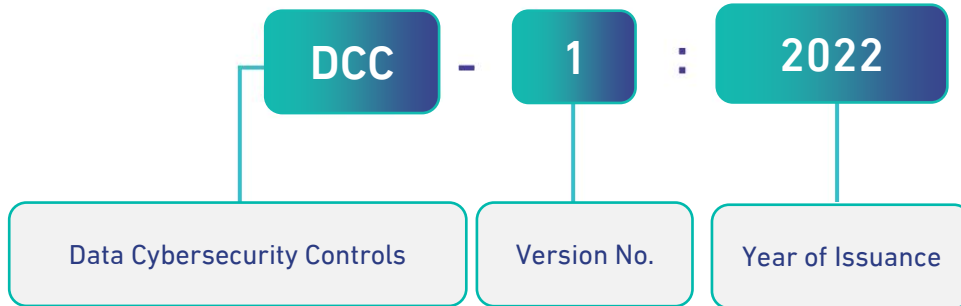 DCC - 1 : 2022
Data Cybersecurity Controls
Version No.
Year of Issuance